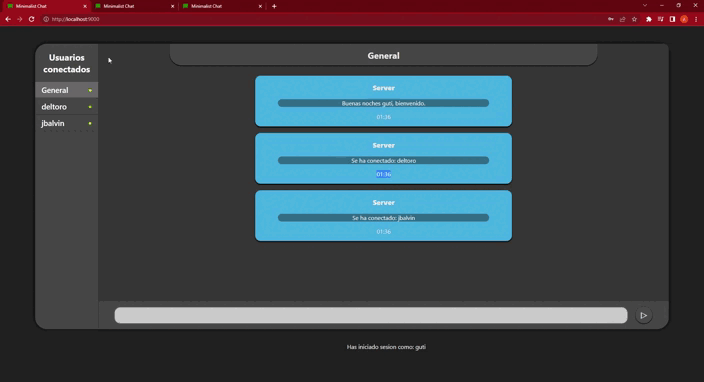 Minimalist Chat
Minimalist Chat
Minimalist Chat
http://localhost:9000
Usuarios
conectados
General
deltoro
jbalvin
General
Server
Buenas noches guti, bienvenido.
01:36
Server
Se ha conectado: deltoro
01:36
Server
Se ha conectado: jbalvin
01:36
Has iniciado sesion como: guti